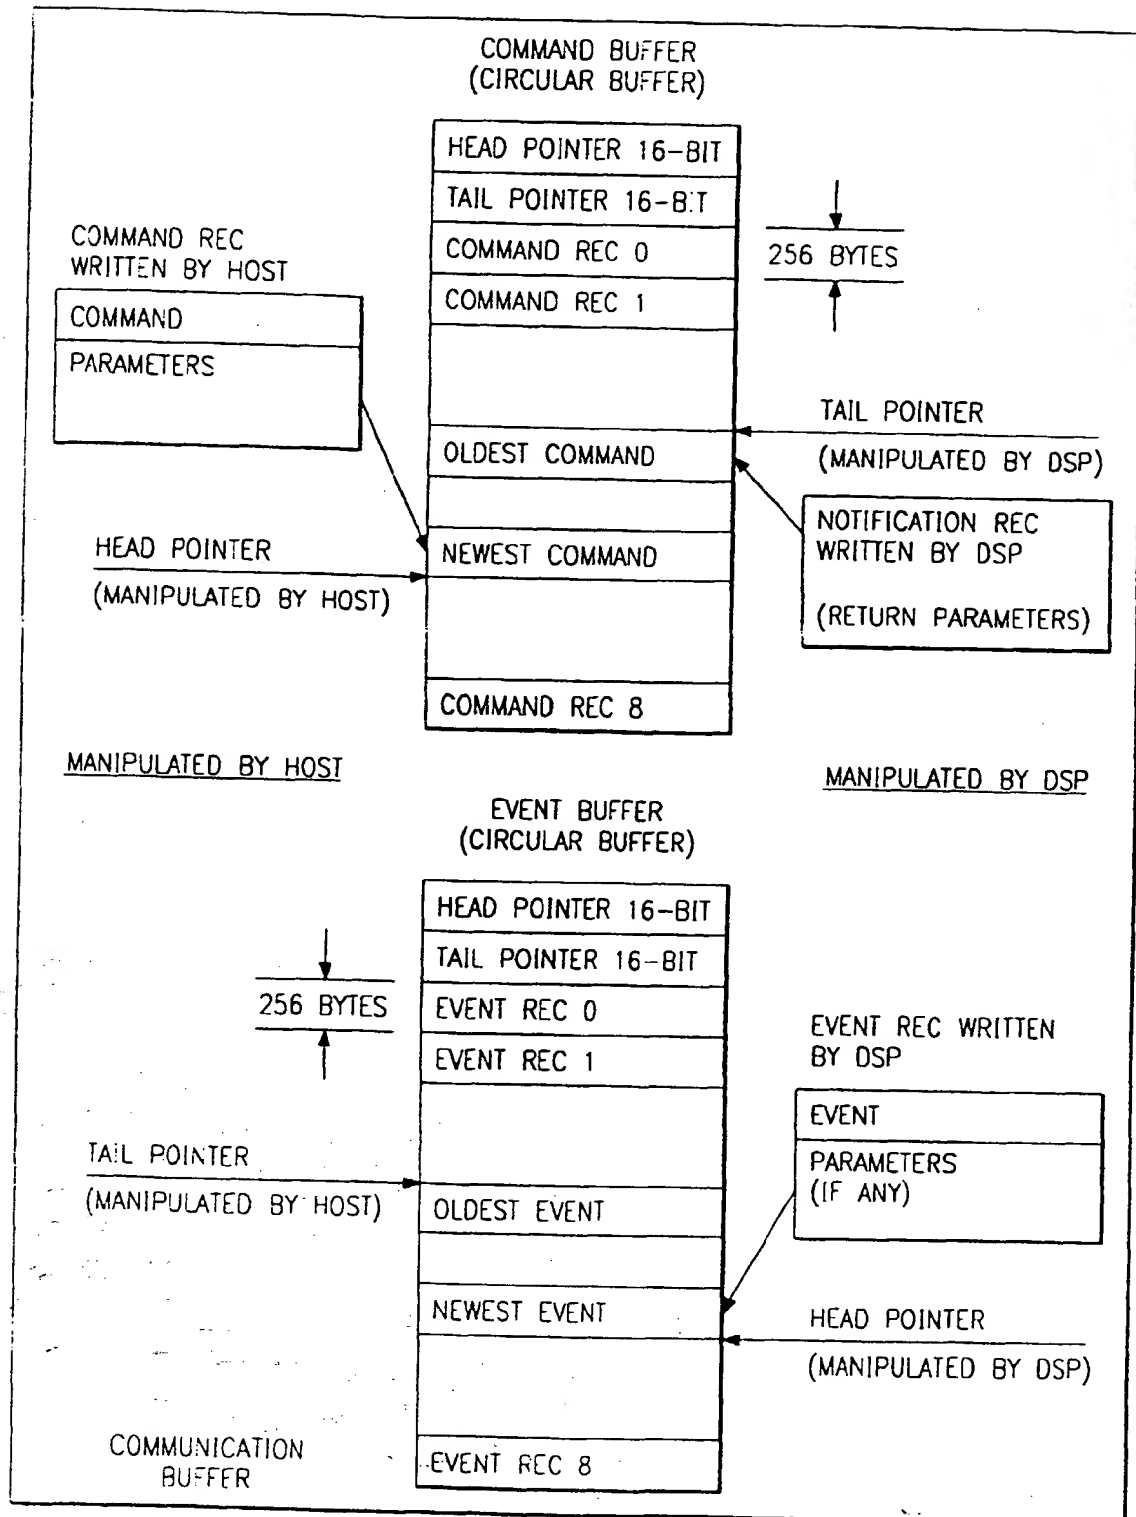 COMMAND BUFFER
(CIRCULAR BUFFER)
HEAD POINTER 16-BIT
TAIL POINTER 16-BIT
COMMAND REC 0
COMMAND REC 1
256 BYTES
COMMAND REC
WRITTEN BY HOST
COMMAND
PARAMETERS
TAIL POINTER
(MANIPULATED BY DSP)
OLDEST COMMAND
NOTIFICATION REC
WRITTEN BY DSP
(RETURN PARAMETERS)
HEAD POINTER
(MANIPULATED BY HOST)
NEWEST COMMAND
COMMAND REC 8
MANIPULATED BY HOST
MANIPULATED BY DSP
EVENT BUFFER
(CIRCULAR BUFFER)
HEAD POINTER 16-BIT
TAIL POINTER 16-BIT
256 BYTES
EVENT REC 0
EVENT REC 1
EVENT REC WRITTEN
BY DSP
EVENT
PARAMETERS
(IF ANY)
TAIL POINTER
(MANIPULATED BY HOST)
OLDEST EVENT
NEWEST EVENT
HEAD POINTER
(MANIPULATED BY DSP)
COMMUNICATION
BUFFER
EVENT REC 8